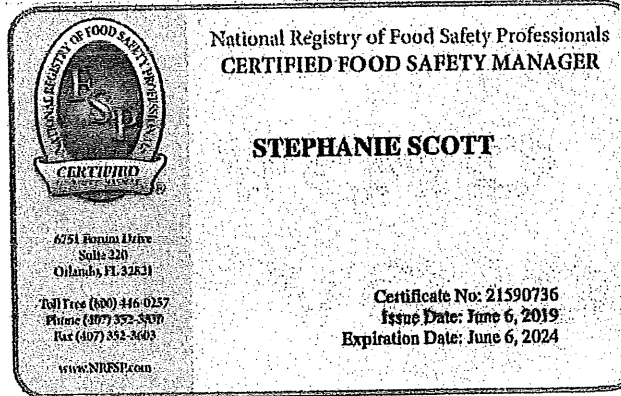 NATIONAL REGISTRY OF FOOD SAFETY PROFESSIONALS
FSP
CERTIFIED
®
6751 Forum Drive
Suite 220
Orlando, FL 32821
Toll Free (800) 446-0257
Phone (407) 352-3830
Fax (407) 352-3603
www.NRFSP.com
National Registry of Food Safety Professionals
CERTIFIED FOOD SAFETY MANAGER
STEPHANIE SCOTT
Certificate No: 21590736
Issue Date: June 6, 2019
Expiration Date: June 6, 2024